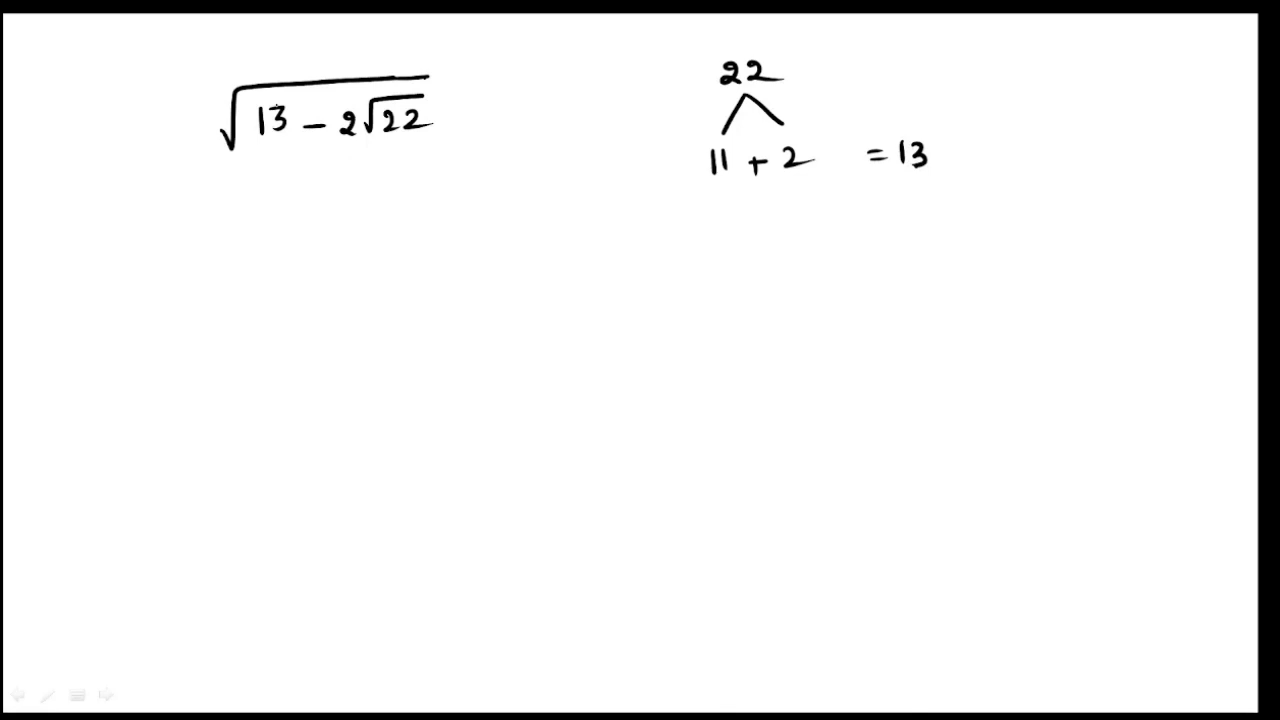 √(13 - 2√22)
22
11 + 2 = 13